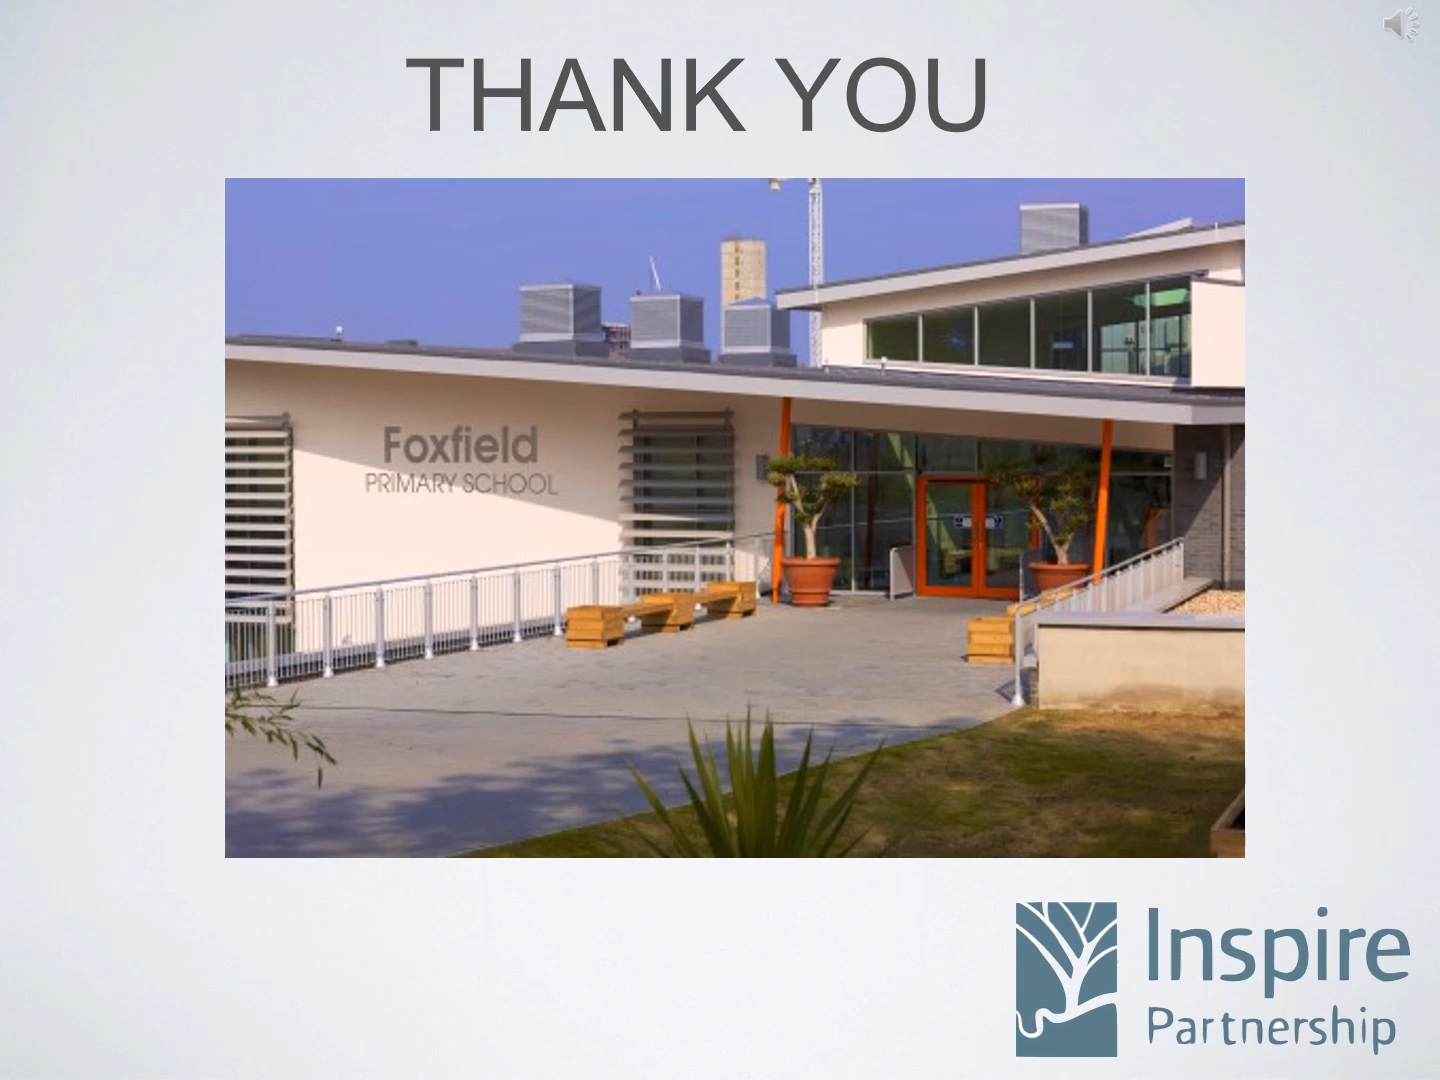 THANK YOU
Foxfield
PRIMARY SCHOOL
Inspire
Partnership